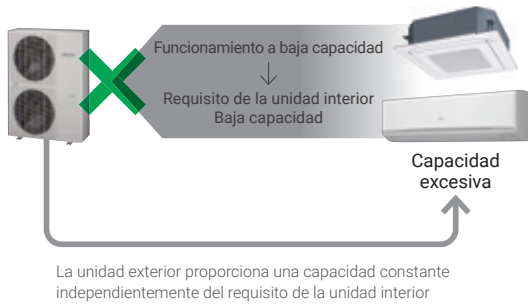 Funcionamiento a baja capacidad
Requisito de la unidad interior
Baja capacidad
Capacidad
excesiva
La unidad exterior proporciona una capacidad constante
independientemente del requisito de la unidad interior